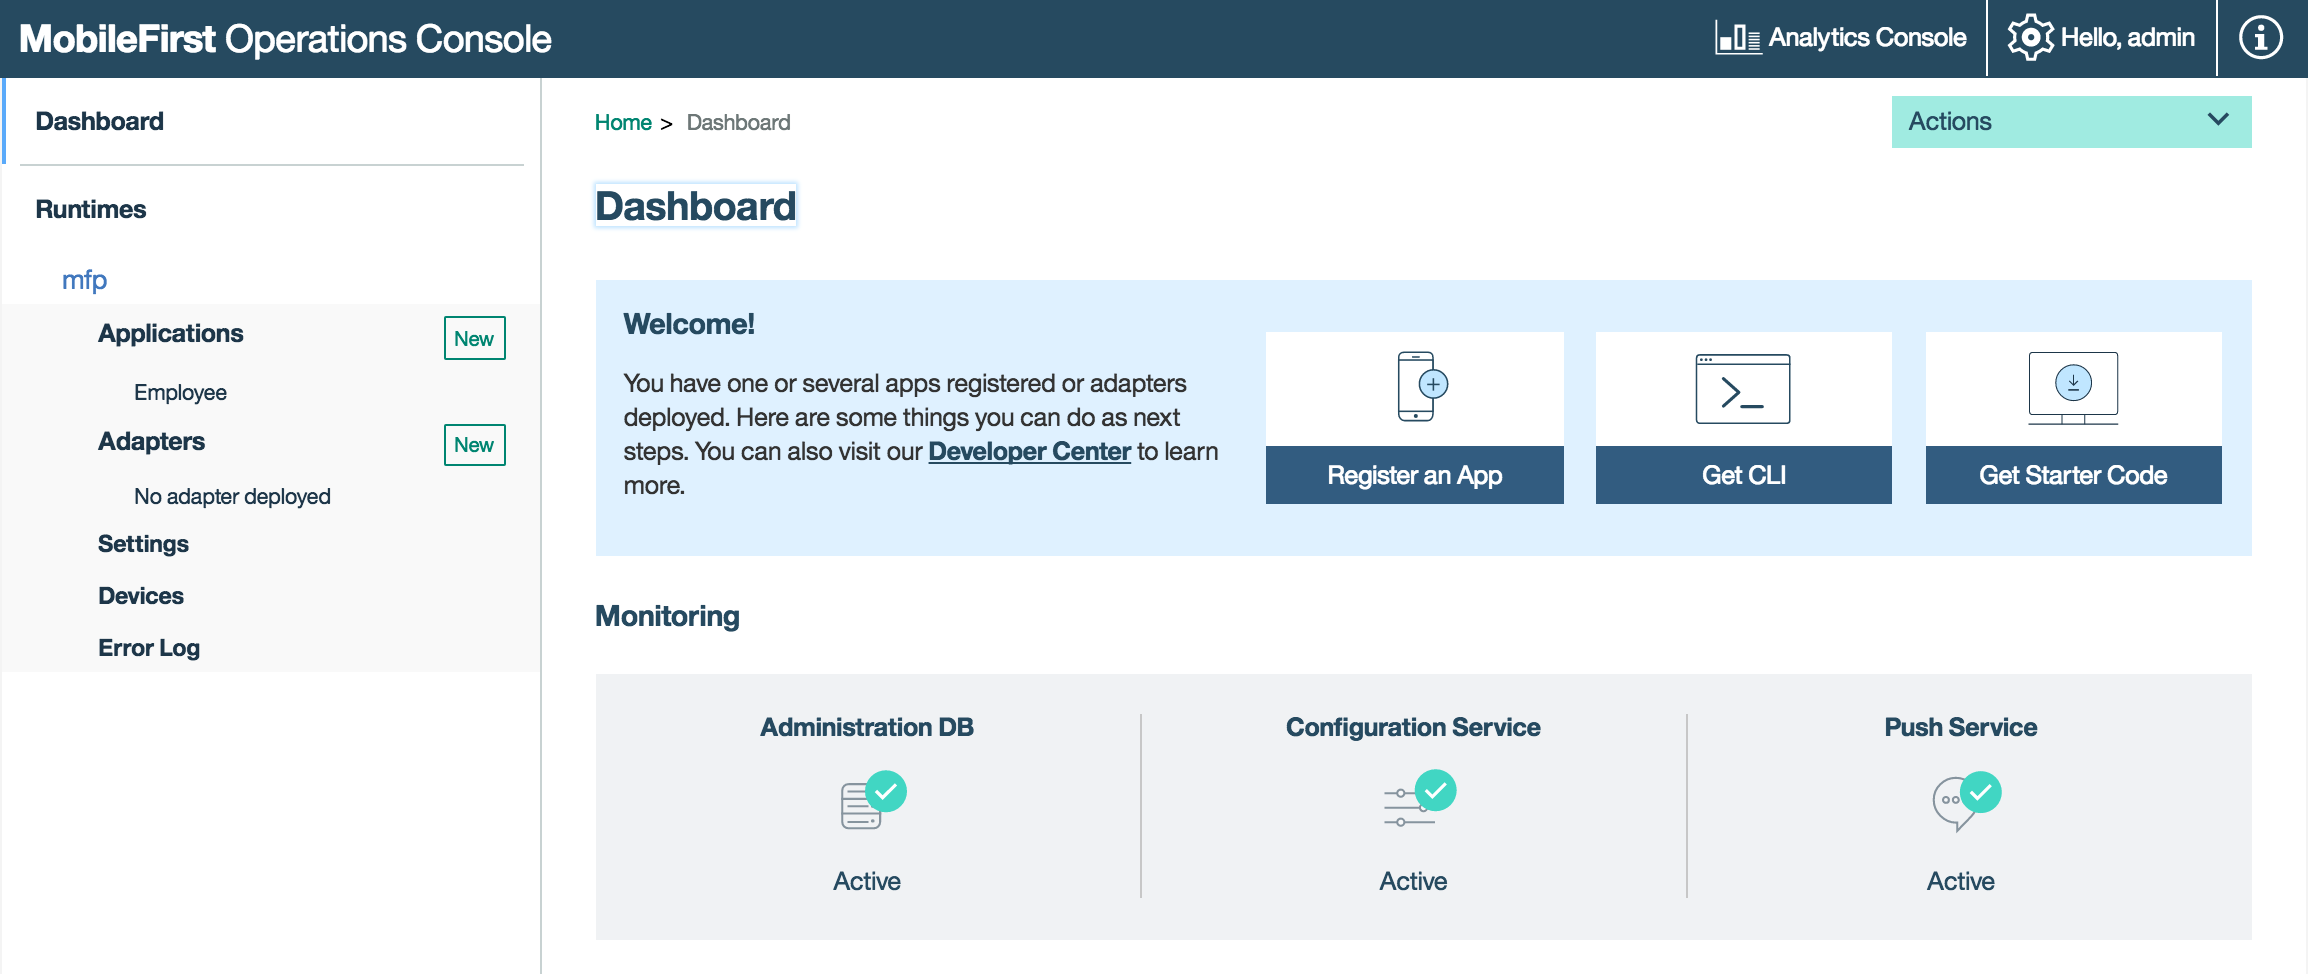 MobileFirst Operations Console
Analytics Console
Hello, admin
Dashboard
Runtimes
mfp
Applications
New
Employee
Adapters
New
No adapter deployed
Settings
Devices
Error Log
Home > Dashboard
Actions
Dashboard
Welcome!
You have one or several apps registered or adapters
deployed. Here are some things you can do as next
steps. You can also visit our Developer Center to learn
more.
Register an App
Get CLI
Get Starter Code
Monitoring
Administration DB
Active
Configuration Service
Active
Push Service
Active